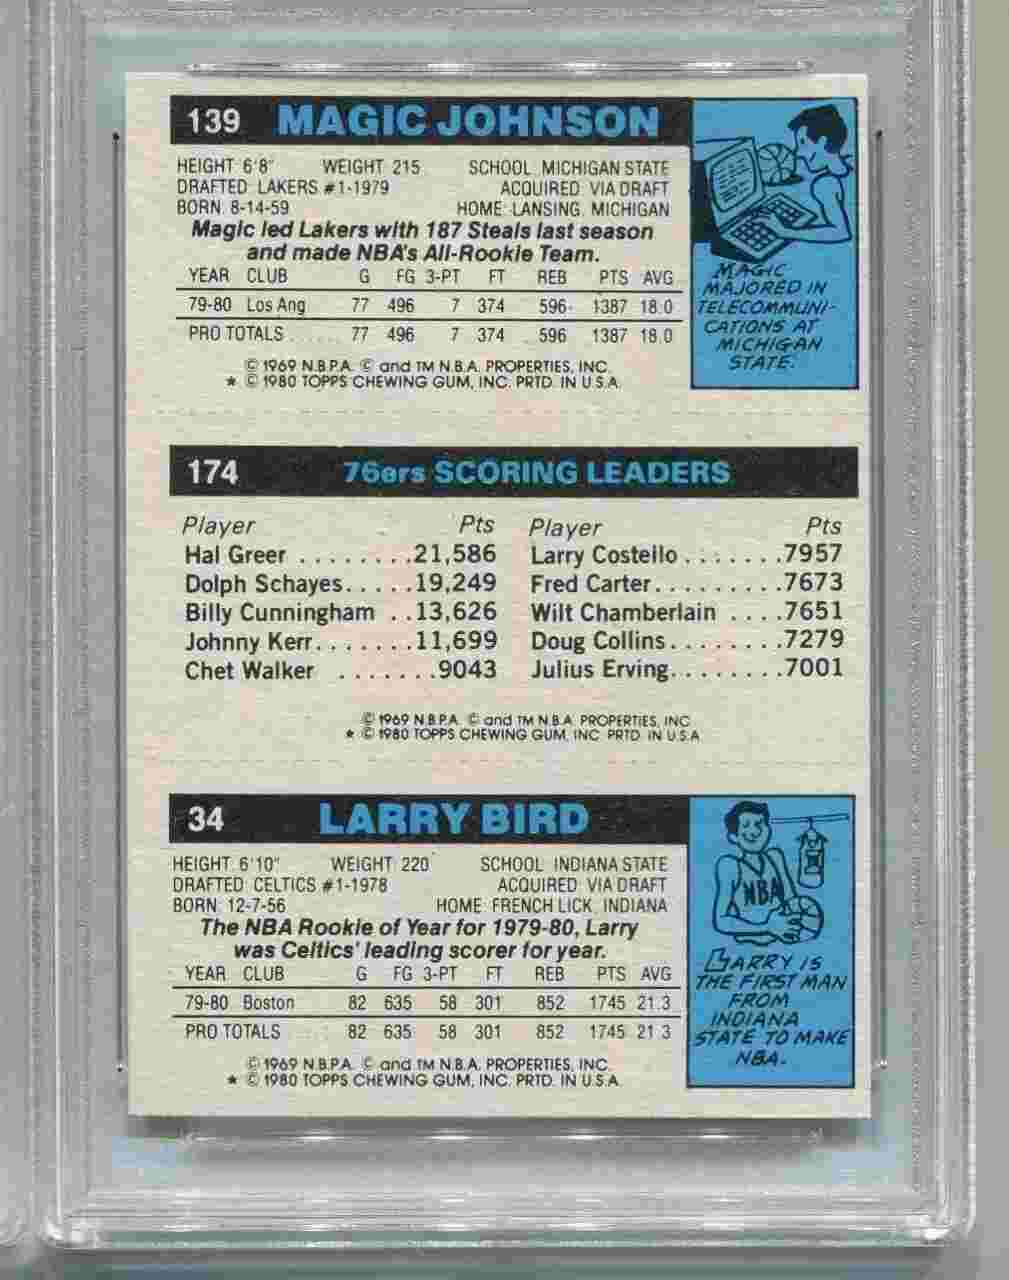 139 MAGIC JOHNSON
HEIGHT 6'8" WEIGHT 215 SCHOOL MICHIGAN STATE
DRAFTED LAKERS #1-1979 ACQUIRED VIA DRAFT
BORN 8-14-59 HOME LANSING, MICHIGAN
Magic led Lakers with 187 Steals last season
and made NBA's All-Rookie Team.
YEAR CLUB G FG 3-PT FT REB PTS AVG
79-80 Los Ang 77 496 7 374 596 1387 18.0
PRO TOTALS ...... 77 496 7 374 596 1387 18.0
© 1969 N.B.P.A. © and TM N.B.A. PROPERTIES, INC.
* © 1980 TOPPS CHEWING GUM, INC. PRTD. IN U.S.A.
MAGIC
MAJORED IN
TELECOMMUNI-
CATIONS AT
MICHIGAN
STATE.
174 76ers SCORING LEADERS
Player Pts Player Pts
Hal Greer ........21,586 Larry Costello.......7957
Dolph Schayes.....19,249 Fred Carter.........7673
Billy Cunningham ..13,626 Wilt Chamberlain ....7651
Johnny Kerr.......11,699 Doug Collins........7279
Chet Walker .......9043 Julius Erving........7001
© 1969 N.B.P.A. © and TM N.B.A. PROPERTIES, INC.
* © 1980 TOPPS CHEWING GUM, INC. PRTD. IN U.S.A.
34 LARRY BIRD
HEIGHT 6'10" WEIGHT 220 SCHOOL INDIANA STATE
DRAFTED CELTICS #1-1978 ACQUIRED VIA DRAFT
BORN 12-7-56 HOME FRENCH LICK, INDIANA
The NBA Rookie of Year for 1979-80, Larry
was Celtics' leading scorer for year.
YEAR CLUB G FG 3-PT FT REB PTS AVG
79-80 Boston 82 635 58 301 852 1745 21.3
PRO TOTALS .... 82 635 58 301 852 1745 21.3
© 1969 N.B.P.A. © and TM N.B.A. PROPERTIES, INC.
* © 1980 TOPPS CHEWING GUM, INC. PRTD. IN U.S.A.
NBA
LARRY IS
THE FIRST MAN
FROM
INDIANA
STATE TO MAKE
NBA.